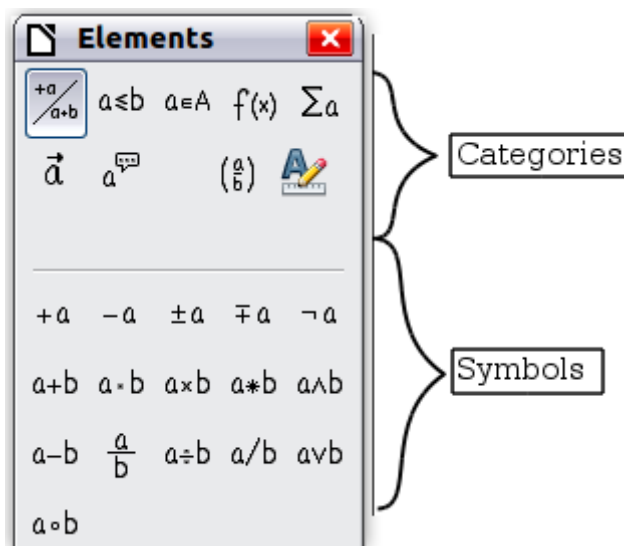 Elements
+a/a+b a≤b a∈A f(x) Σa
Categories
a⃗ a (a/b) A
+a −a ±a ∓a ¬a
a+b a·b a×b a∗b a∧b
Symbols
a−b a/b a÷b a/b a∨b
a∘b